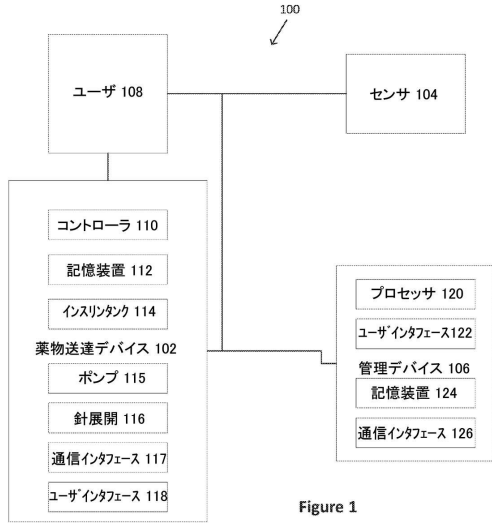 100
ユーザ 108
センサ 104
コントローラ 110
記憶装置 112
インスリンタンク 114
薬物送達デバイス 102
ポンプ 115
針展開 116
通信インタフェース 117
ユーザインタフェース 118
プロセッサ 120
ユーザインタフェース122
管理デバイス 106
記憶装置 124
通信インタフェース 126
Figure 1